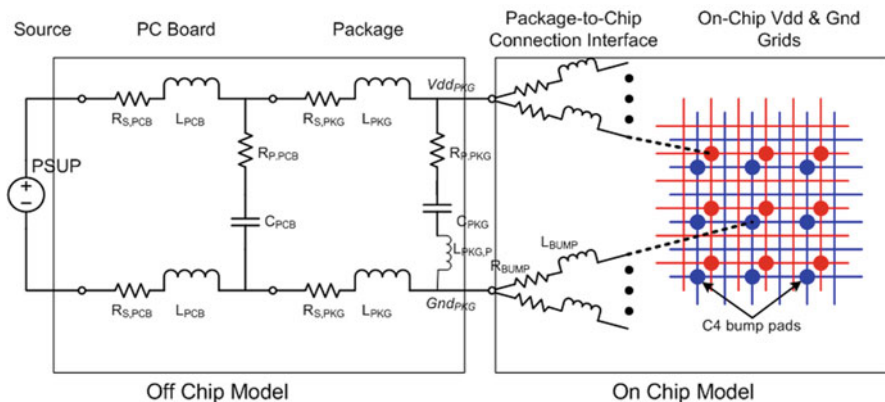 Source
PC Board
Package
Package-to-Chip
Connection Interface
On-Chip Vdd & Gnd
Grids
Vdd_PKG
R_S,PCB
L_PCB
R_S,PKG
L_PKG
R_P,PCB
R_P,PKG
PSUP
C_PCB
C_PKG
L_PKG,P
R_BUMP
L_BUMP
R_S,PCB
L_PCB
R_S,PKG
L_PKG
Gnd_PKG
C4 bump pads
Off Chip Model
On Chip Model